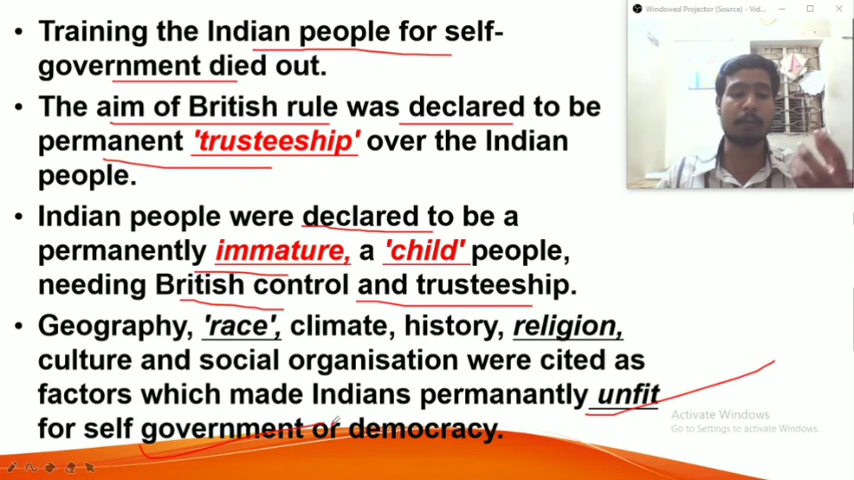 • Training the Indian people for self-
government died out.
• The aim of British rule was declared to be
permanent 'trusteeship' over the Indian
people.
• Indian people were declared to be a
permanently immature, a 'child' people,
needing British control and trusteeship.
• Geography, 'race', climate, history, religion,
culture and social organisation were cited as
factors which made Indians permanantly unfit
for self government or democracy.
Windowed Projector (Source) - Vid...
Activate Windows
Go to Settings to activate Windows.